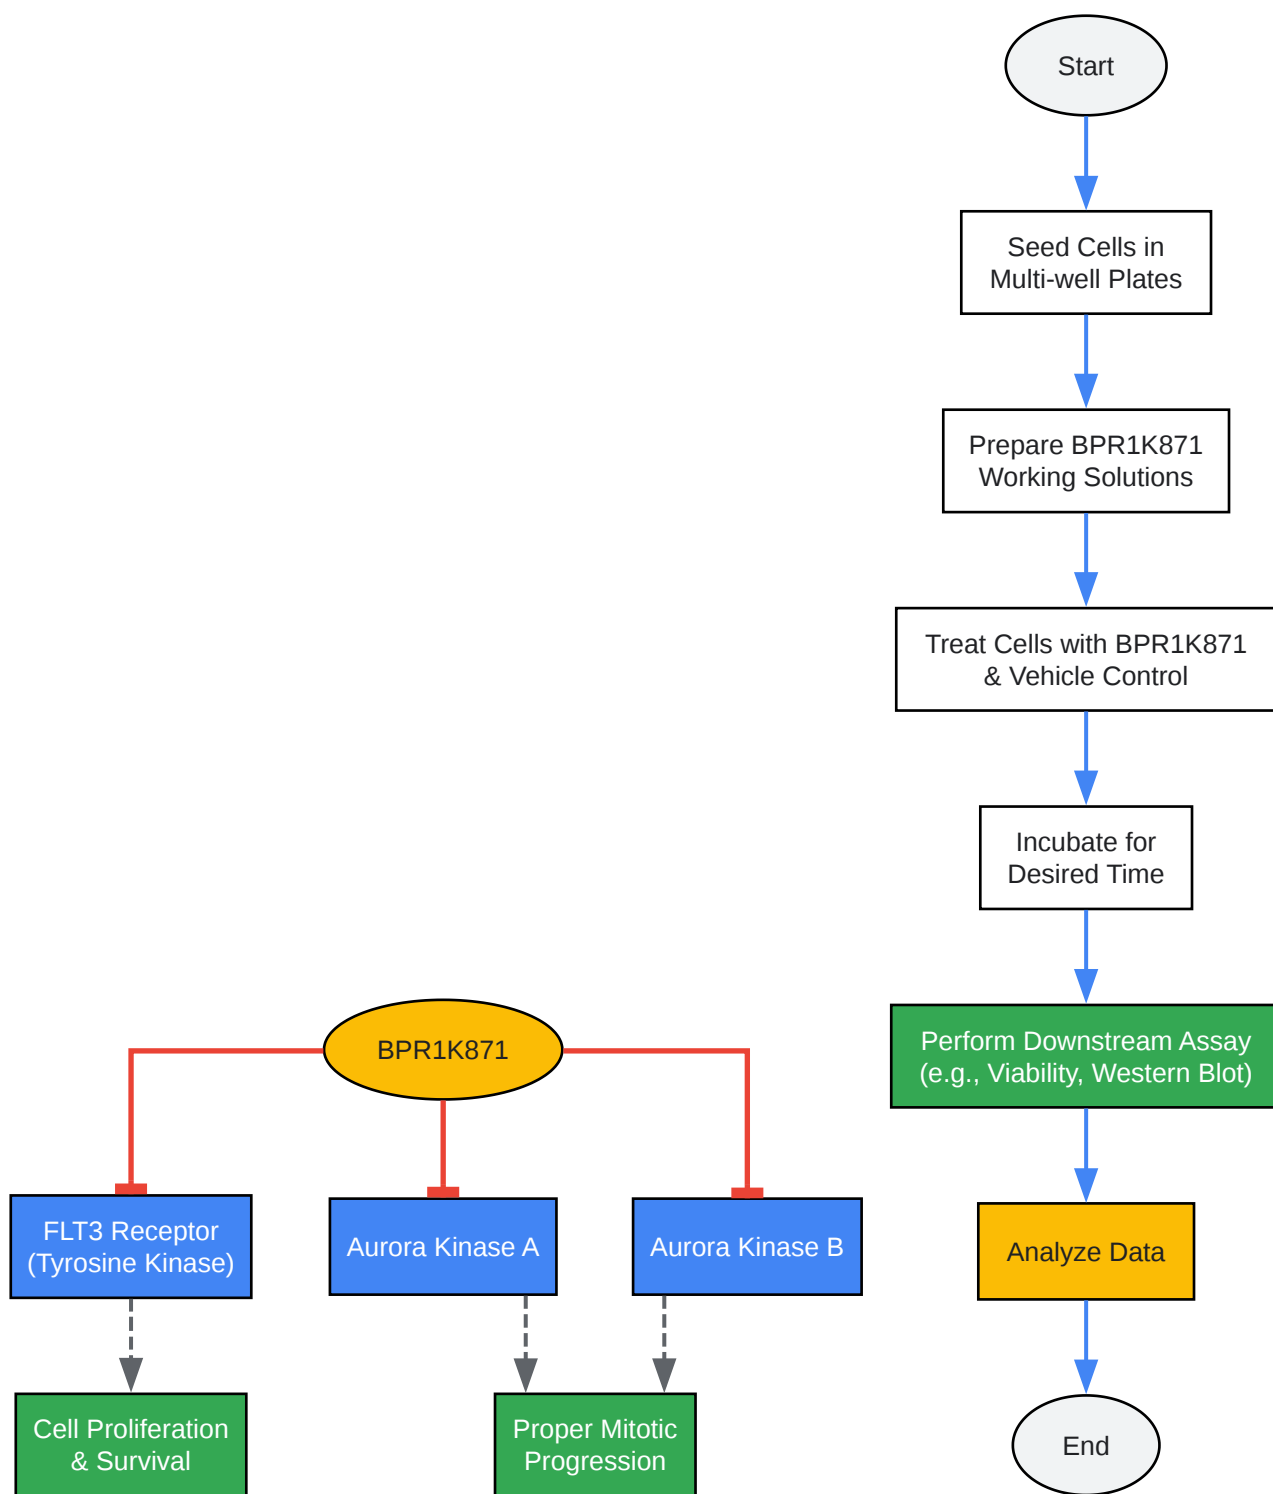 Start
Seed Cells in
Multi-well Plates
Prepare BPR1K871
Working Solutions
Treat Cells with BPR1K871
& Vehicle Control
Incubate for
Desired Time
Perform Downstream Assay
(e.g., Viability, Western Blot)
Analyze Data
End
BPR1K871
FLT3 Receptor
(Tyrosine Kinase)
Aurora Kinase A
Aurora Kinase B
Cell Proliferation
& Survival
Proper Mitotic
Progression